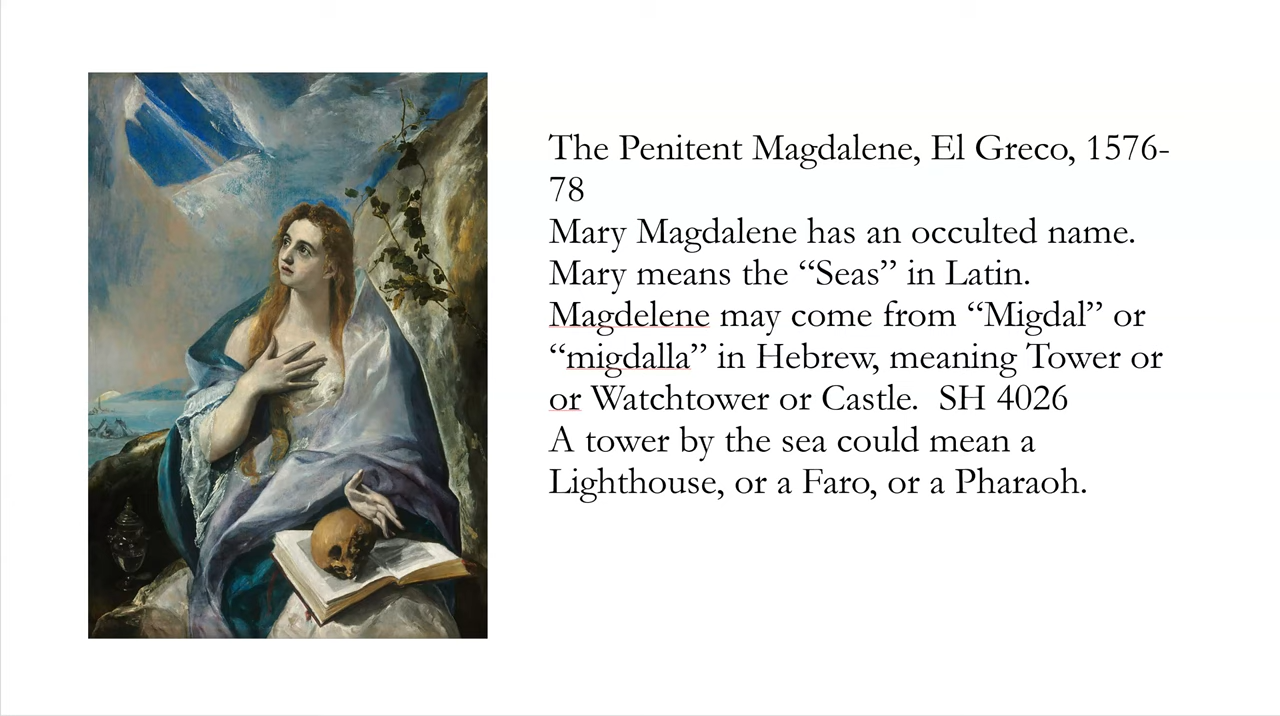 The Penitent Magdalene, El Greco, 1576-
78
Mary Magdalene has an occulted name.
Mary means the “Seas” in Latin.
Magdelene may come from “Migdal” or
“migdalla” in Hebrew, meaning Tower or
or Watchtower or Castle.  SH 4026
A tower by the sea could mean a
Lighthouse, or a Faro, or a Pharaoh.